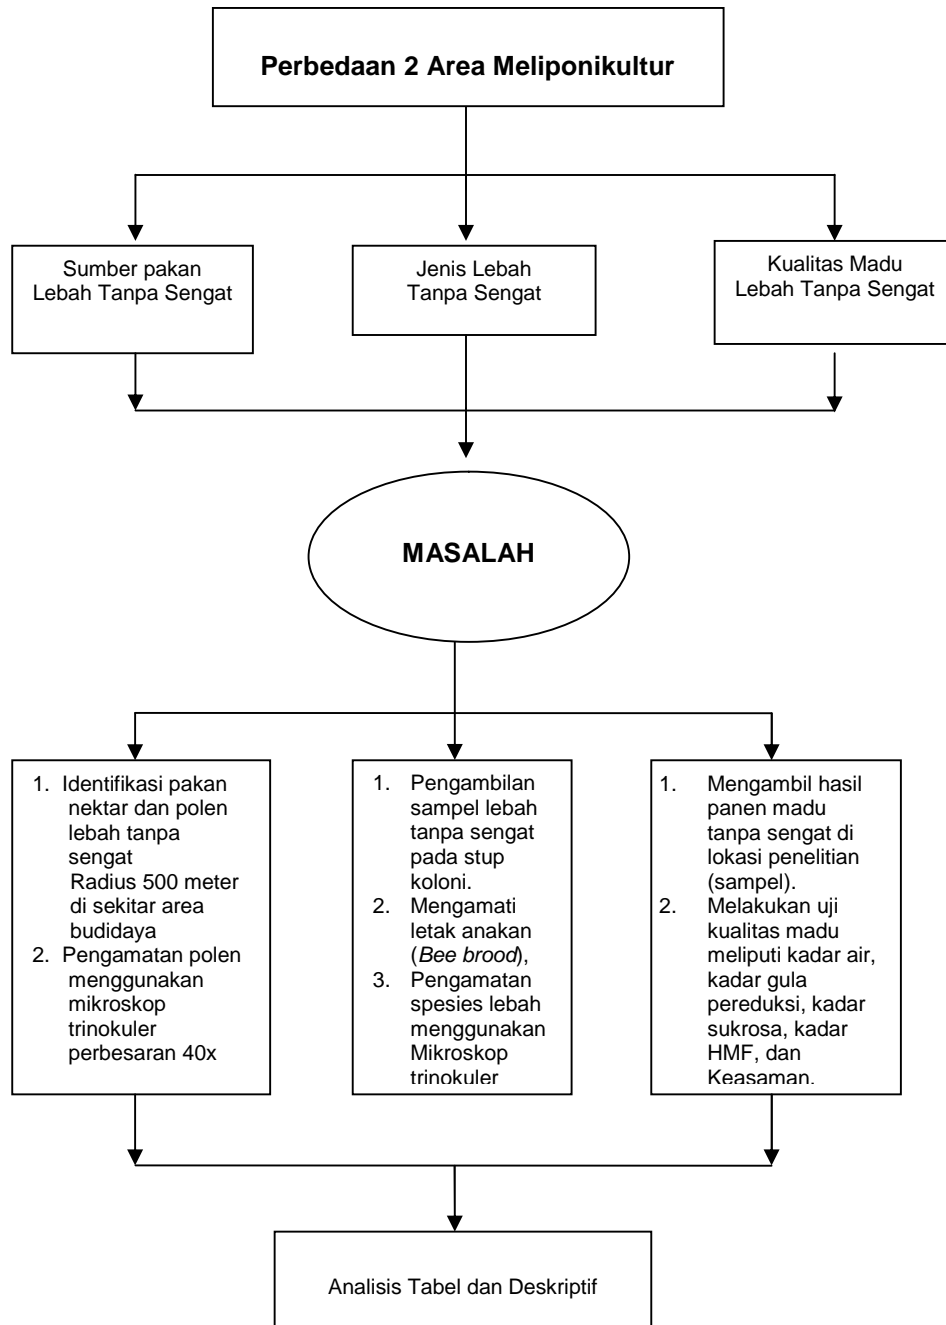 Perbedaan 2 Area Meliponikultur
Sumber pakan
Lebah Tanpa Sengat
Jenis Lebah
Tanpa Sengat
Kualitas Madu
Lebah Tanpa Sengat
MASALAH
1. Identifikasi pakan
nektar dan polen
lebah tanpa
sengat
Radius 500 meter
di sekitar area
budidaya
2. Pengamatan polen
menggunakan
mikroskop
trinokuler
perbesaran 40x
1. Pengambilan
sampel lebah
tanpa sengat
pada stup
koloni.
2. Mengamati
letak anakan
(Bee brood),
3. Pengamatan
spesies lebah
menggunakan
Mikroskop
trinokuler
1. Mengambil hasil
panen madu
tanpa sengat di
lokasi penelitian
(sampel).
2. Melakukan uji
kualitas madu
meliputi kadar air,
kadar gula
pereduksi, kadar
sukrosa, kadar
HMF, dan
Keasaman.
Analisis Tabel dan Deskriptif